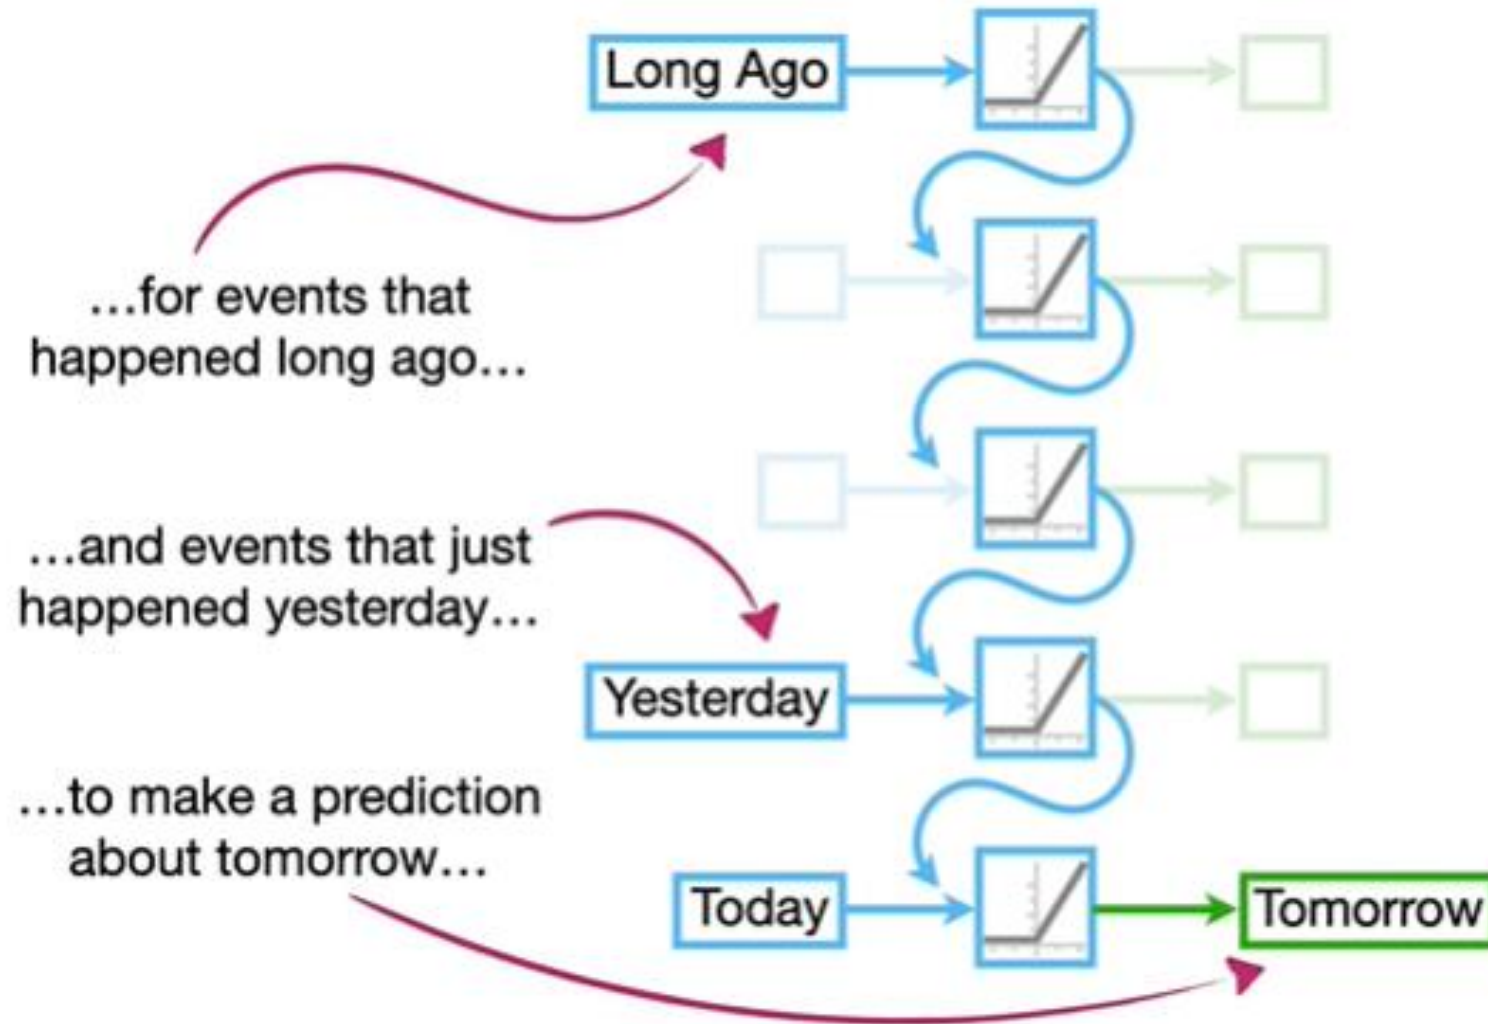 Long Ago
…for events that
happened long ago…
…and events that just
happened yesterday…
Yesterday
…to make a prediction
about tomorrow…
Today
Tomorrow